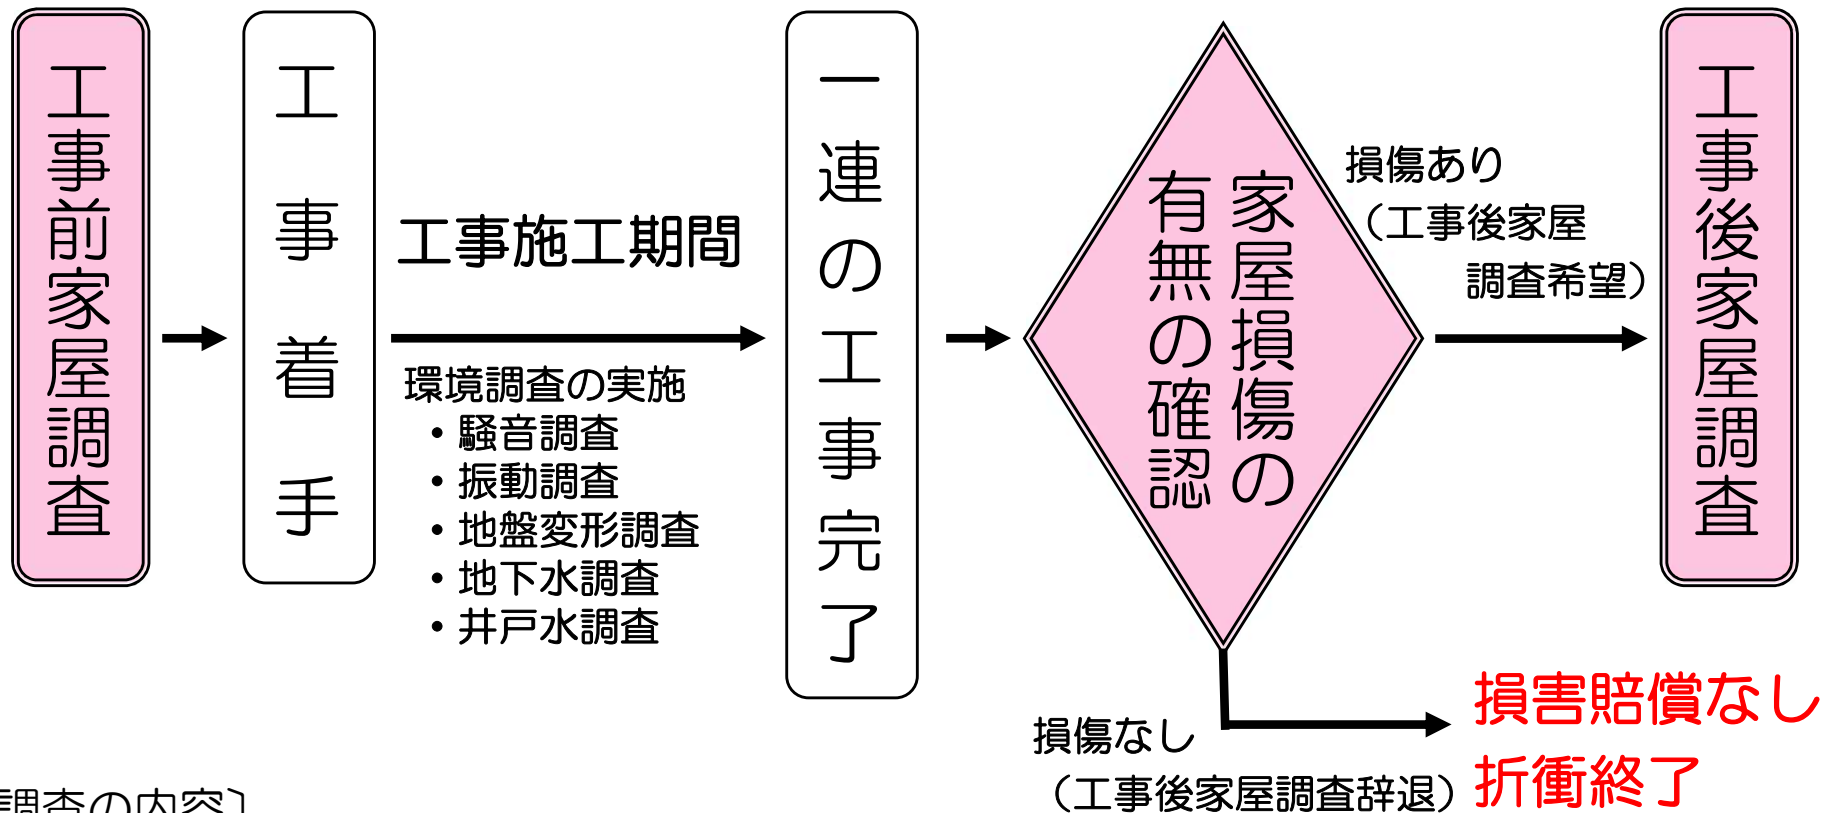 工事前家屋調査
工事着手
工事施工期間
環境調査の実施
・騒音調査
・振動調査
・地盤変形調査
・地下水調査
・井戸水調査
一連の工事完了
家屋損傷の
有無の確認
損傷あり
（工事後家屋
調査希望）
工事後家屋調査
損傷なし
（工事後家屋調査辞退）
損害賠償なし
折衝終了
調査の内容〕